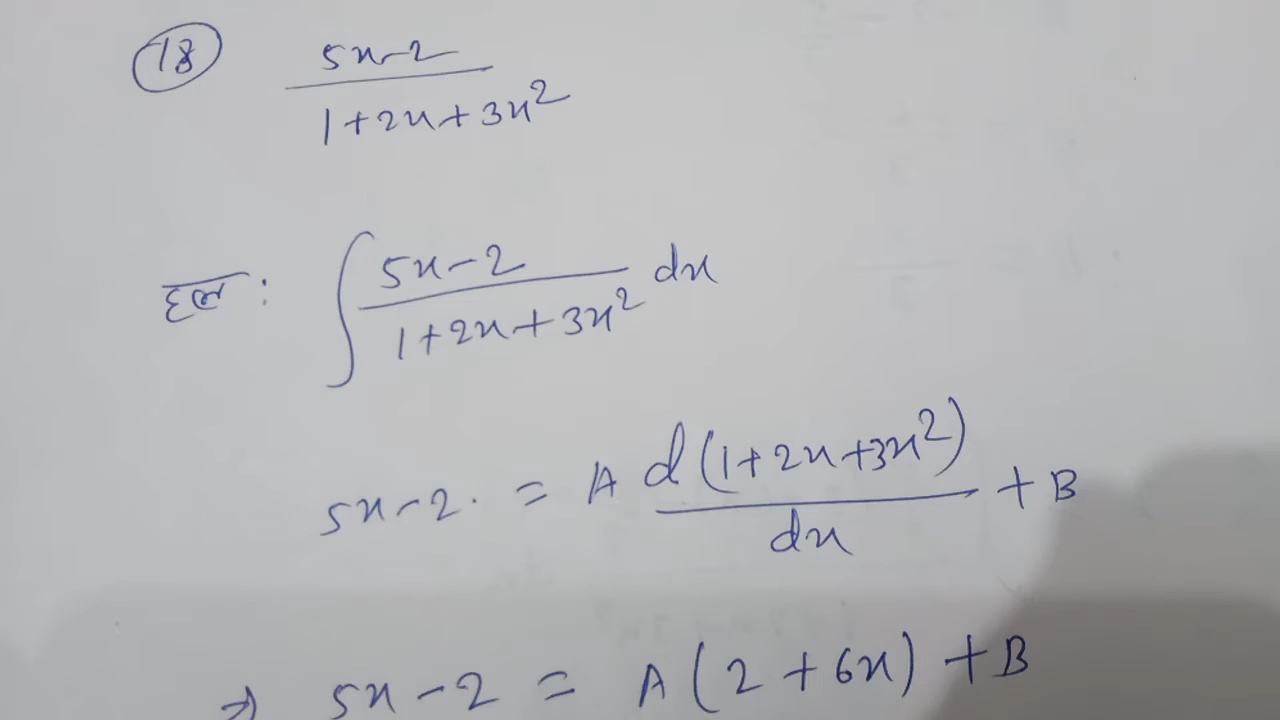 18 5x-2
1+2x+3x²
हल : ∫ 5x-2 dx
1+2x+3x²
5x-2. = A d(1+2x+3x²) + B
dx
⇒ 5x-2 = A(2+6x)+B